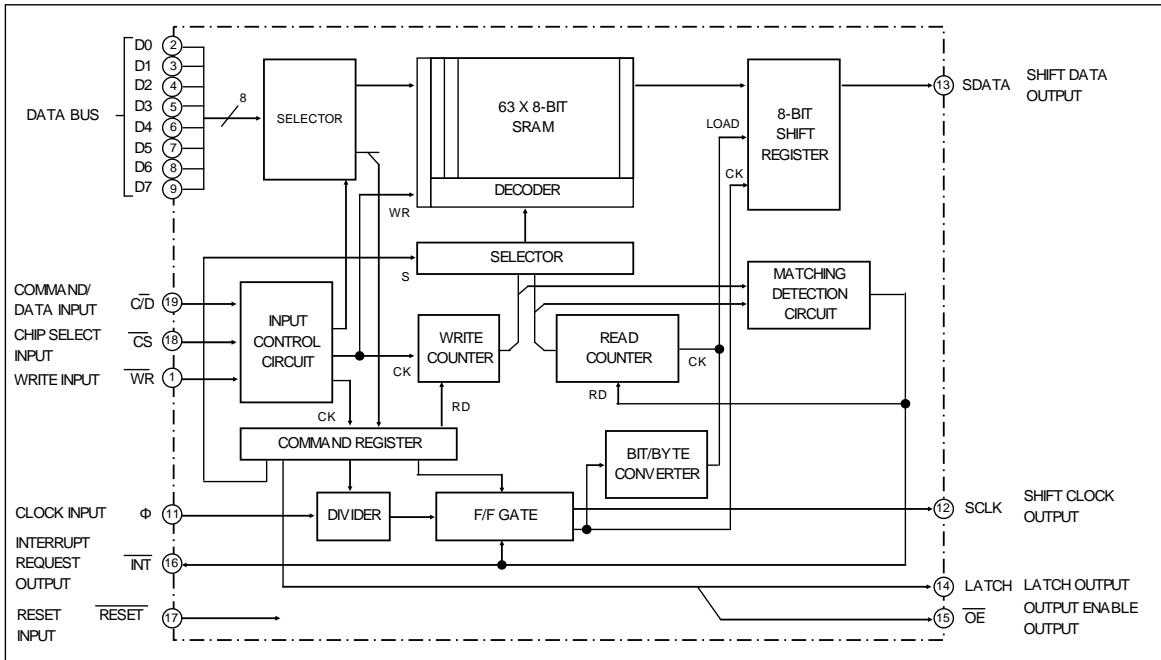 DATA BUS
D0 2
D1 3
D2 4
D3 5
D4 6
D5 7
D6 8
D7 9
8
SELECTOR
63 X 8-BIT
SRAM
DECODER
WR
LOAD
CK
8-BIT
SHIFT
REGISTER
13 SDATA
SHIFT DATA
OUTPUT
SELECTOR
S
COMMAND/
DATA INPUT
C/D 19
CHIP SELECT
INPUT
CS 18
WRITE INPUT
WR 1
INPUT
CONTROL
CIRCUIT
CK
CK
WRITE
COUNTER
RD
READ
COUNTER
CK
RD
MATCHING
DETECTION
CIRCUIT
COMMAND REGISTER
BIT/BYTE
CONVERTER
CLOCK INPUT Φ 11
DIVIDER
F/F GATE
12 SCLK
SHIFT CLOCK
OUTPUT
INTERRUPT
REQUEST
OUTPUT
INT 16
14 LATCH LATCH OUTPUT
RESET
INPUT
RESET 17
15 OE
OUTPUT ENABLE
OUTPUT